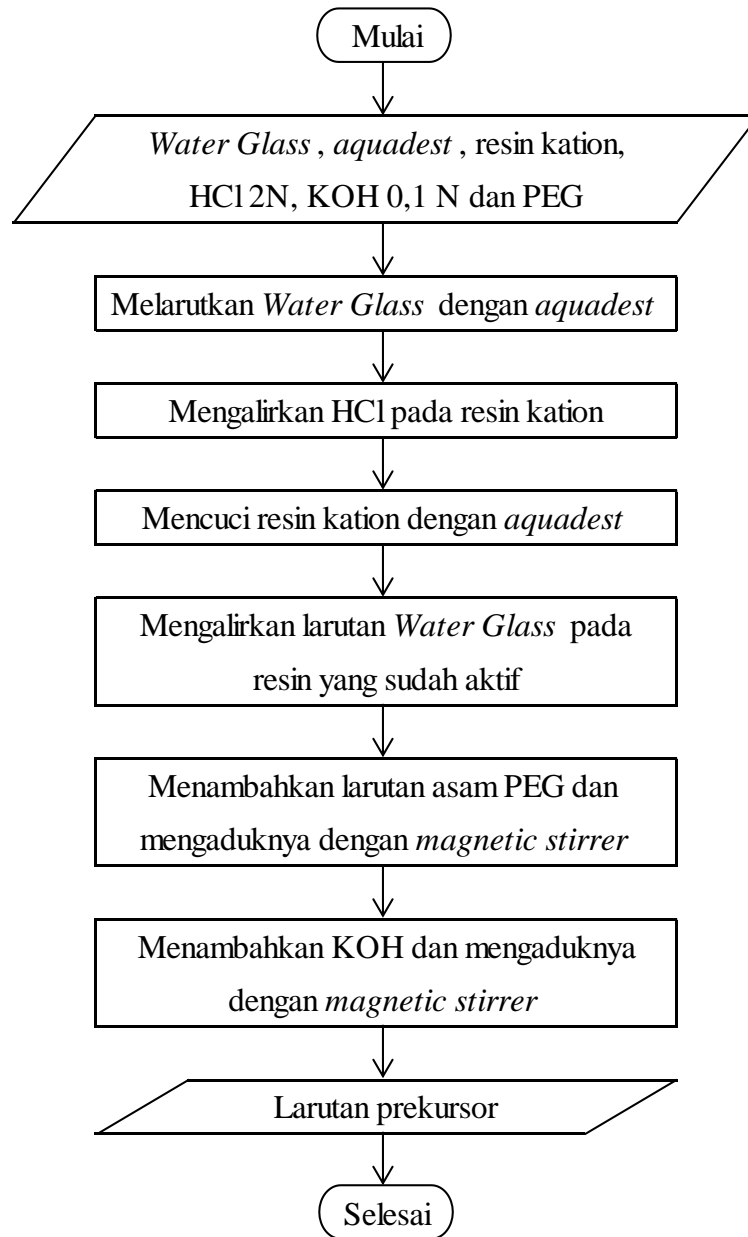 Mulai
Water Glass , aquadest , resin kation,
HCl 2N, KOH 0,1 N dan PEG
Melarutkan Water Glass dengan aquadest
Mengalirkan HCl pada resin kation
Mencuci resin kation dengan aquadest
Mengalirkan larutan Water Glass pada
resin yang sudah aktif
Menambahkan larutan asam PEG dan
mengaduknya dengan magnetic stirrer
Menambahkan KOH dan mengaduknya
dengan magnetic stirrer
Larutan prekursor
Selesai